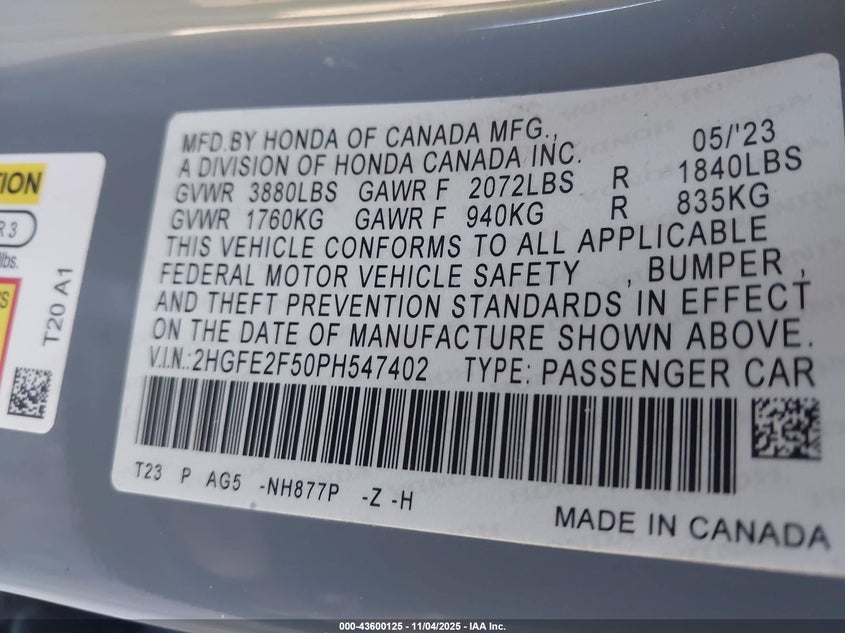 MFD.BY HONDA OF CANADA MFG., 05/'23
A DIVISION OF HONDA CANADA INC.
GVWR 3880LBS GAWR F 2072LBS R 1840LBS
GVWR 1760KG GAWR F 940KG R 835KG
THIS VEHICLE CONFORMS TO ALL APPLICABLE
FEDERAL MOTOR VEHICLE SAFETY , BUMPER ,
AND THEFT PREVENTION STANDARDS IN EFFECT
ON THE DATE OF MANUFACTURE SHOWN ABOVE.
V.I.N.:2HGFE2F50PH547402 TYPE: PASSENGER CAR
T23 P AG5 -NH877P -Z -H
MADE IN CANADA
R 3
lbs.
T20 A1
000-43600125 - 11/04/2025 - IAA Inc.